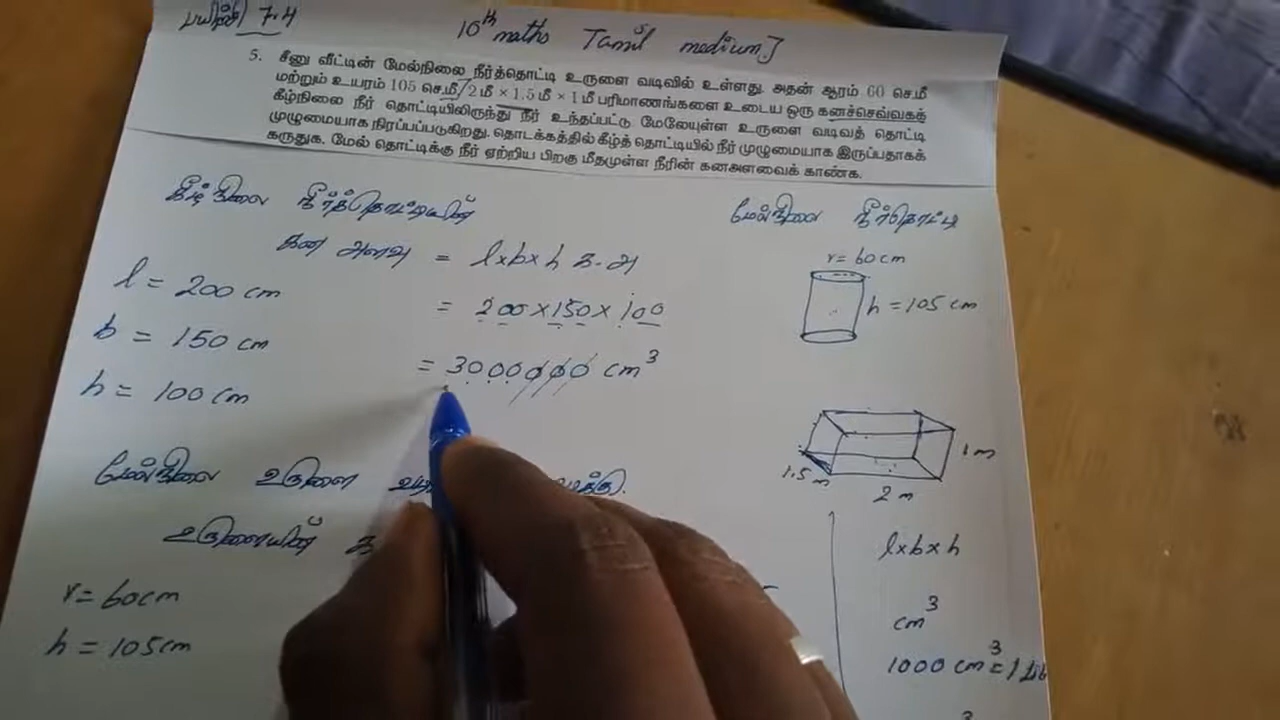 பயிற்சி 7.4
10th maths Tamil medium]
5. சீனு வீட்டின் மேல்நிலை நீர்த்தொட்டி உருளை வடிவில் உள்ளது. அதன் ஆரம் 60 செ.மீ
மற்றும் உயரம் 105 செ.மீ/2 மீ × 1.5 மீ × 1 மீ பரிமாணங்களை உடைய ஒரு கனச்செவ்வகத்
கீழ்நிலை நீர் தொட்டியிலிருந்து நீர் உந்தப்பட்டு மேலேயுள்ள உருளை வடிவத் தொட்டி
முழுமையாக நிரப்பப்படுகிறது. தொடக்கத்தில் கீழ்த் தொட்டியில் நீர் முழுமையாக இருப்பதாகக்
கருதுக. மேல் தொட்டிக்கு நீர் ஏற்றிய பிறகு மீதமுள்ள நீரின் கனஅளவைக் காண்க.
கீழ் நிலை நீர்த்தொட்டியின்
கன அளவு = l×b×h க.அ
l = 200 cm
= 200×150×100
b = 150 cm
= 3000000 cm³
h = 100 cm
மேல்நிலை நீர்தொட்டி
r= 60cm
h = 105 cm
1m
1.5 m
2 m
மேல்நிலை உருளை
உருளையின் க
r= 60cm
h = 105cm
l×b×h
cm³
1000 cm³ = 1 lit